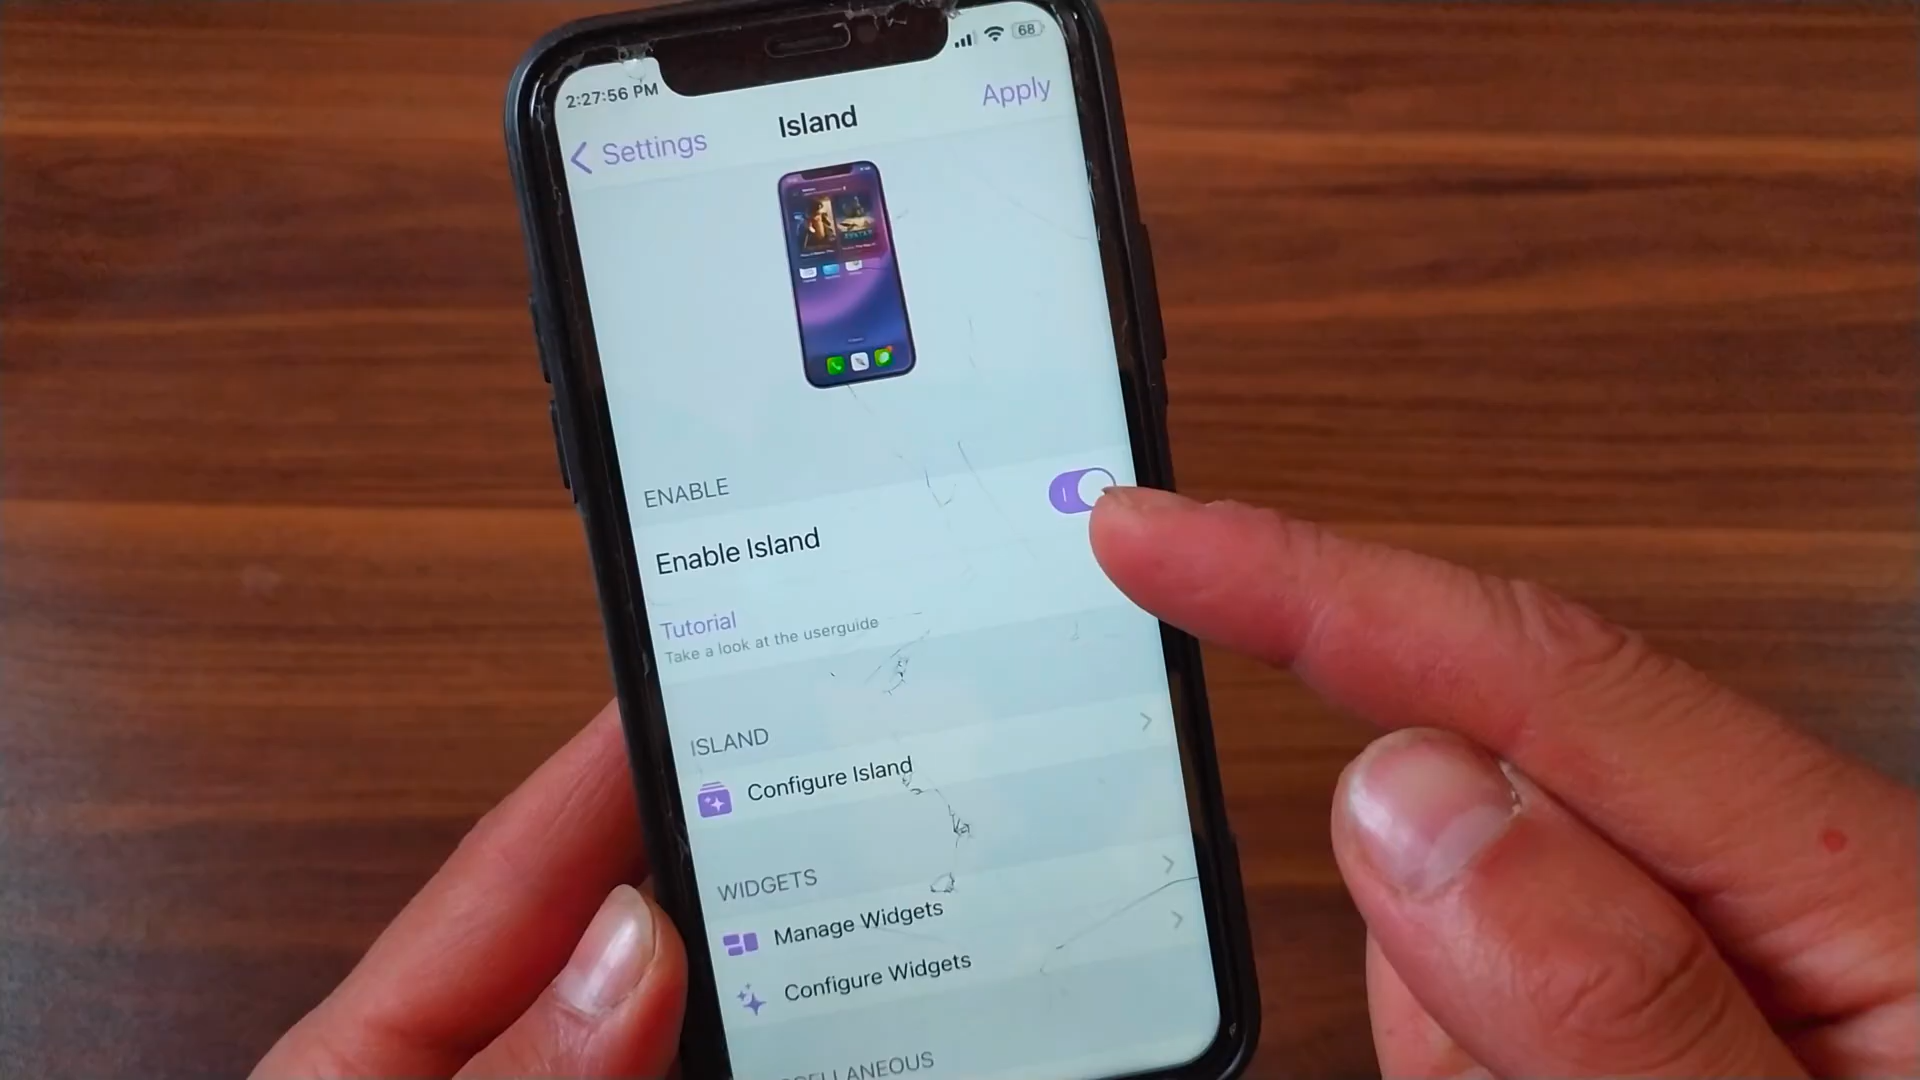 2:27:56 PM
68
Settings
Island
Apply
ENABLE
Enable Island
Tutorial
Take a look at the userguide
ISLAND
Configure Island
WIDGETS
Manage Widgets
Configure Widgets